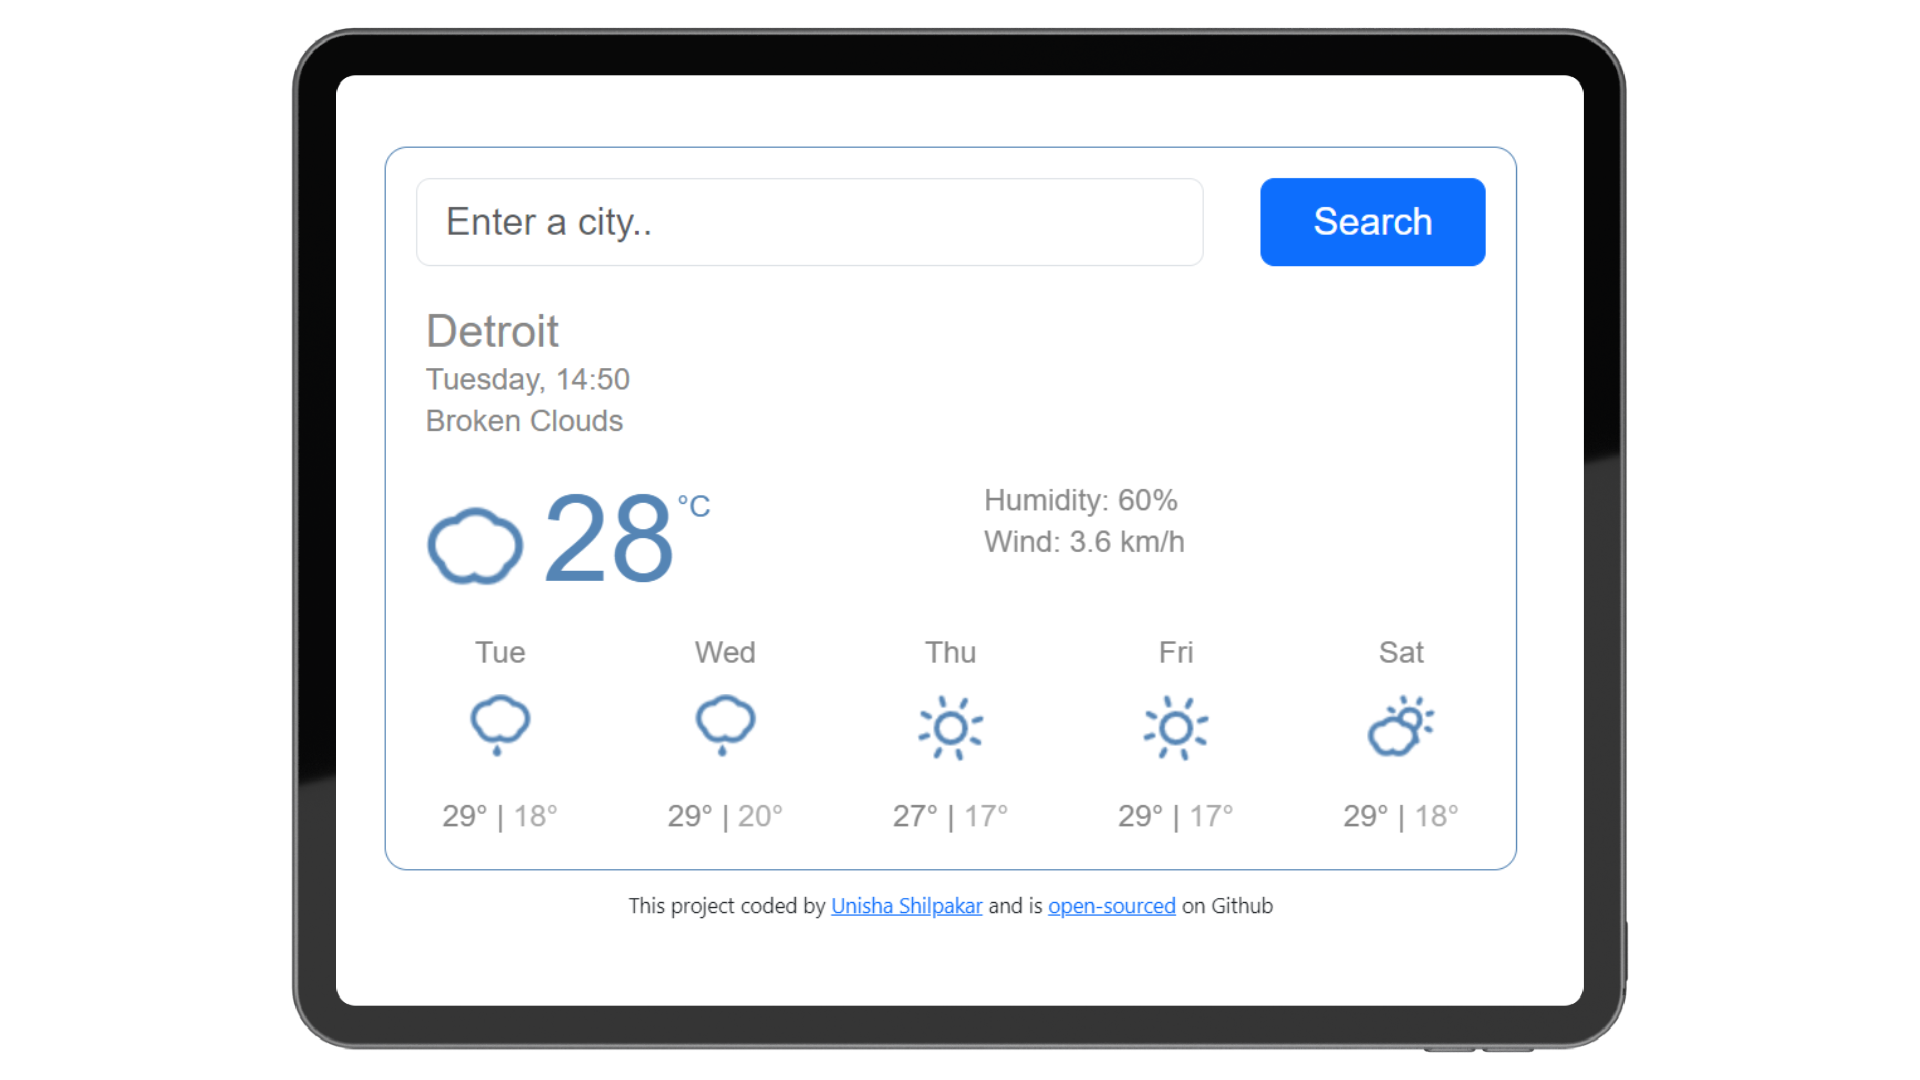 Enter a city..
Search
Detroit
Tuesday, 14:50
Broken Clouds
28 °C
Humidity: 60%
Wind: 3.6 km/h
Tue Wed Thu Fri Sat
29° | 18° 29° | 20° 27° | 17° 29° | 17° 29° | 18°
This project coded by Unisha Shilpakar and is open-sourced on Github